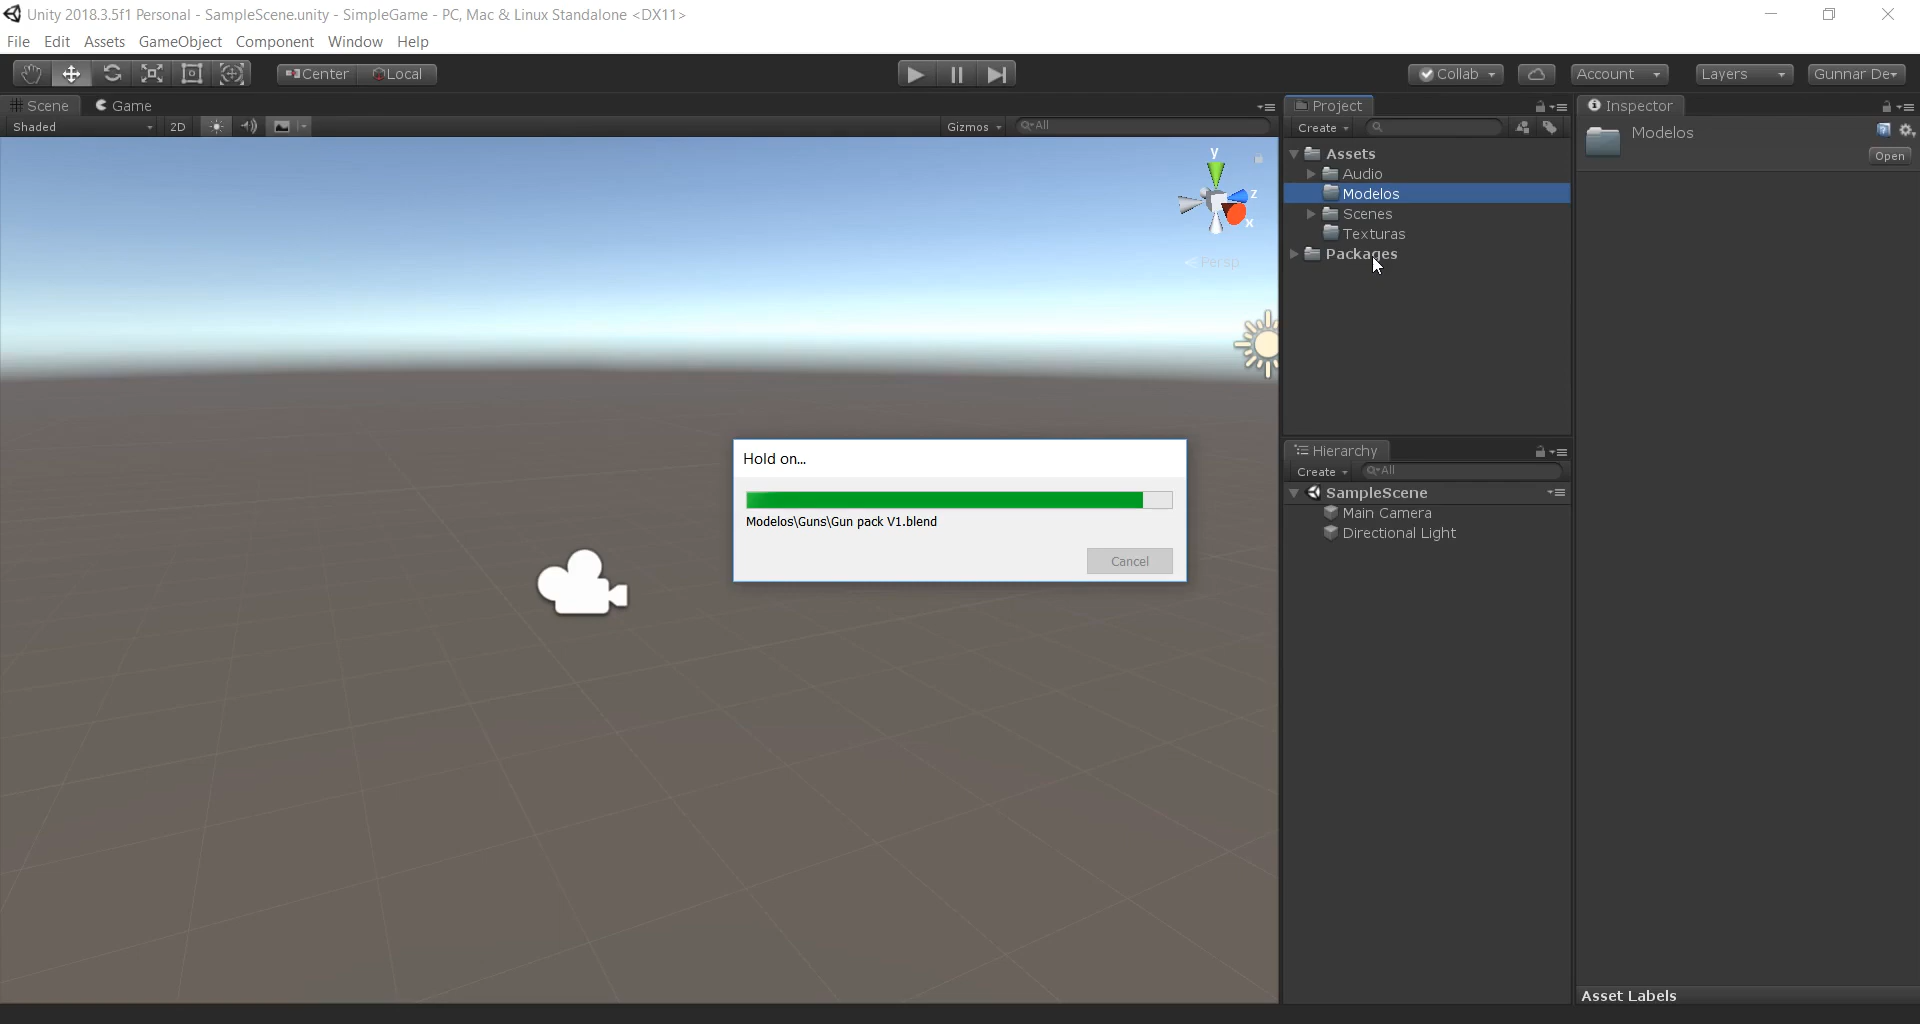 Unity 2018.3.5f1 Personal - SampleScene.unity - SimpleGame - PC, Mac & Linux Standalone <DX11>
File Edit Assets GameObject Component Window Help
Center Local Collab Account Layers Gunnar De
Scene Game
Shaded 2D Gizmos All
y
z
x
Persp
Project
Create
Assets
Audio
Modelos
Scenes
Texturas
Packages
Hierarchy
Create All
SampleScene
Main Camera
Directional Light
Inspector
Modelos
Open
Asset Labels
Hold on...
Modelos\Guns\Gun pack V1.blend
Cancel